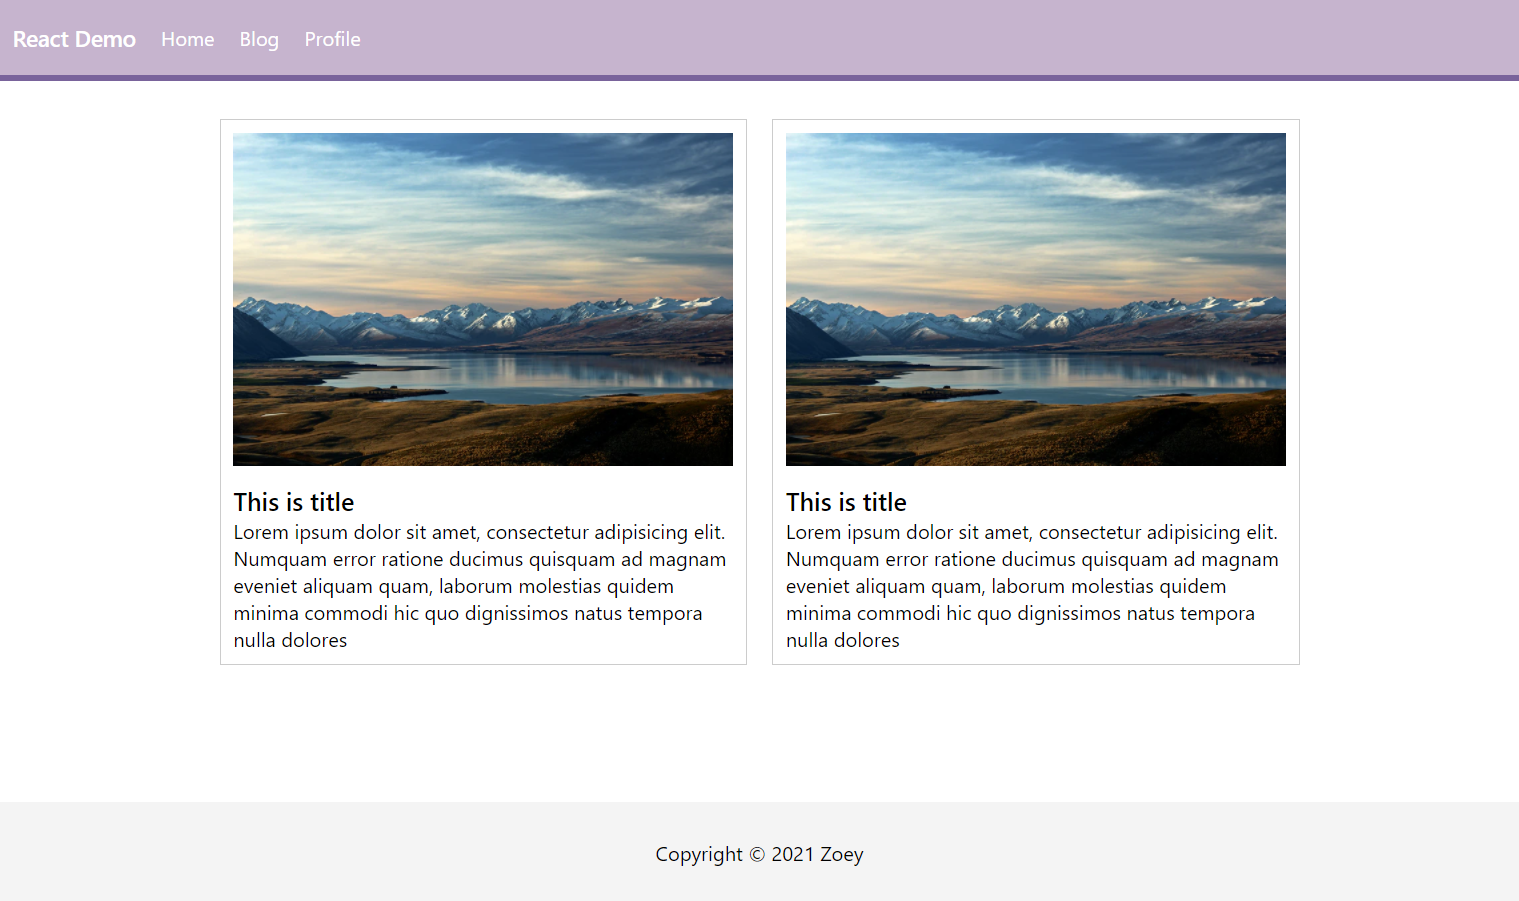 React Demo Home Blog Profile
This is title
Lorem ipsum dolor sit amet, consectetur adipisicing elit.
Numquam error ratione ducimus quisquam ad magnam
eveniet aliquam quam, laborum molestias quidem
minima commodi hic quo dignissimos natus tempora
nulla dolores
This is title
Lorem ipsum dolor sit amet, consectetur adipisicing elit.
Numquam error ratione ducimus quisquam ad magnam
eveniet aliquam quam, laborum molestias quidem
minima commodi hic quo dignissimos natus tempora
nulla dolores
Copyright © 2021 Zoey